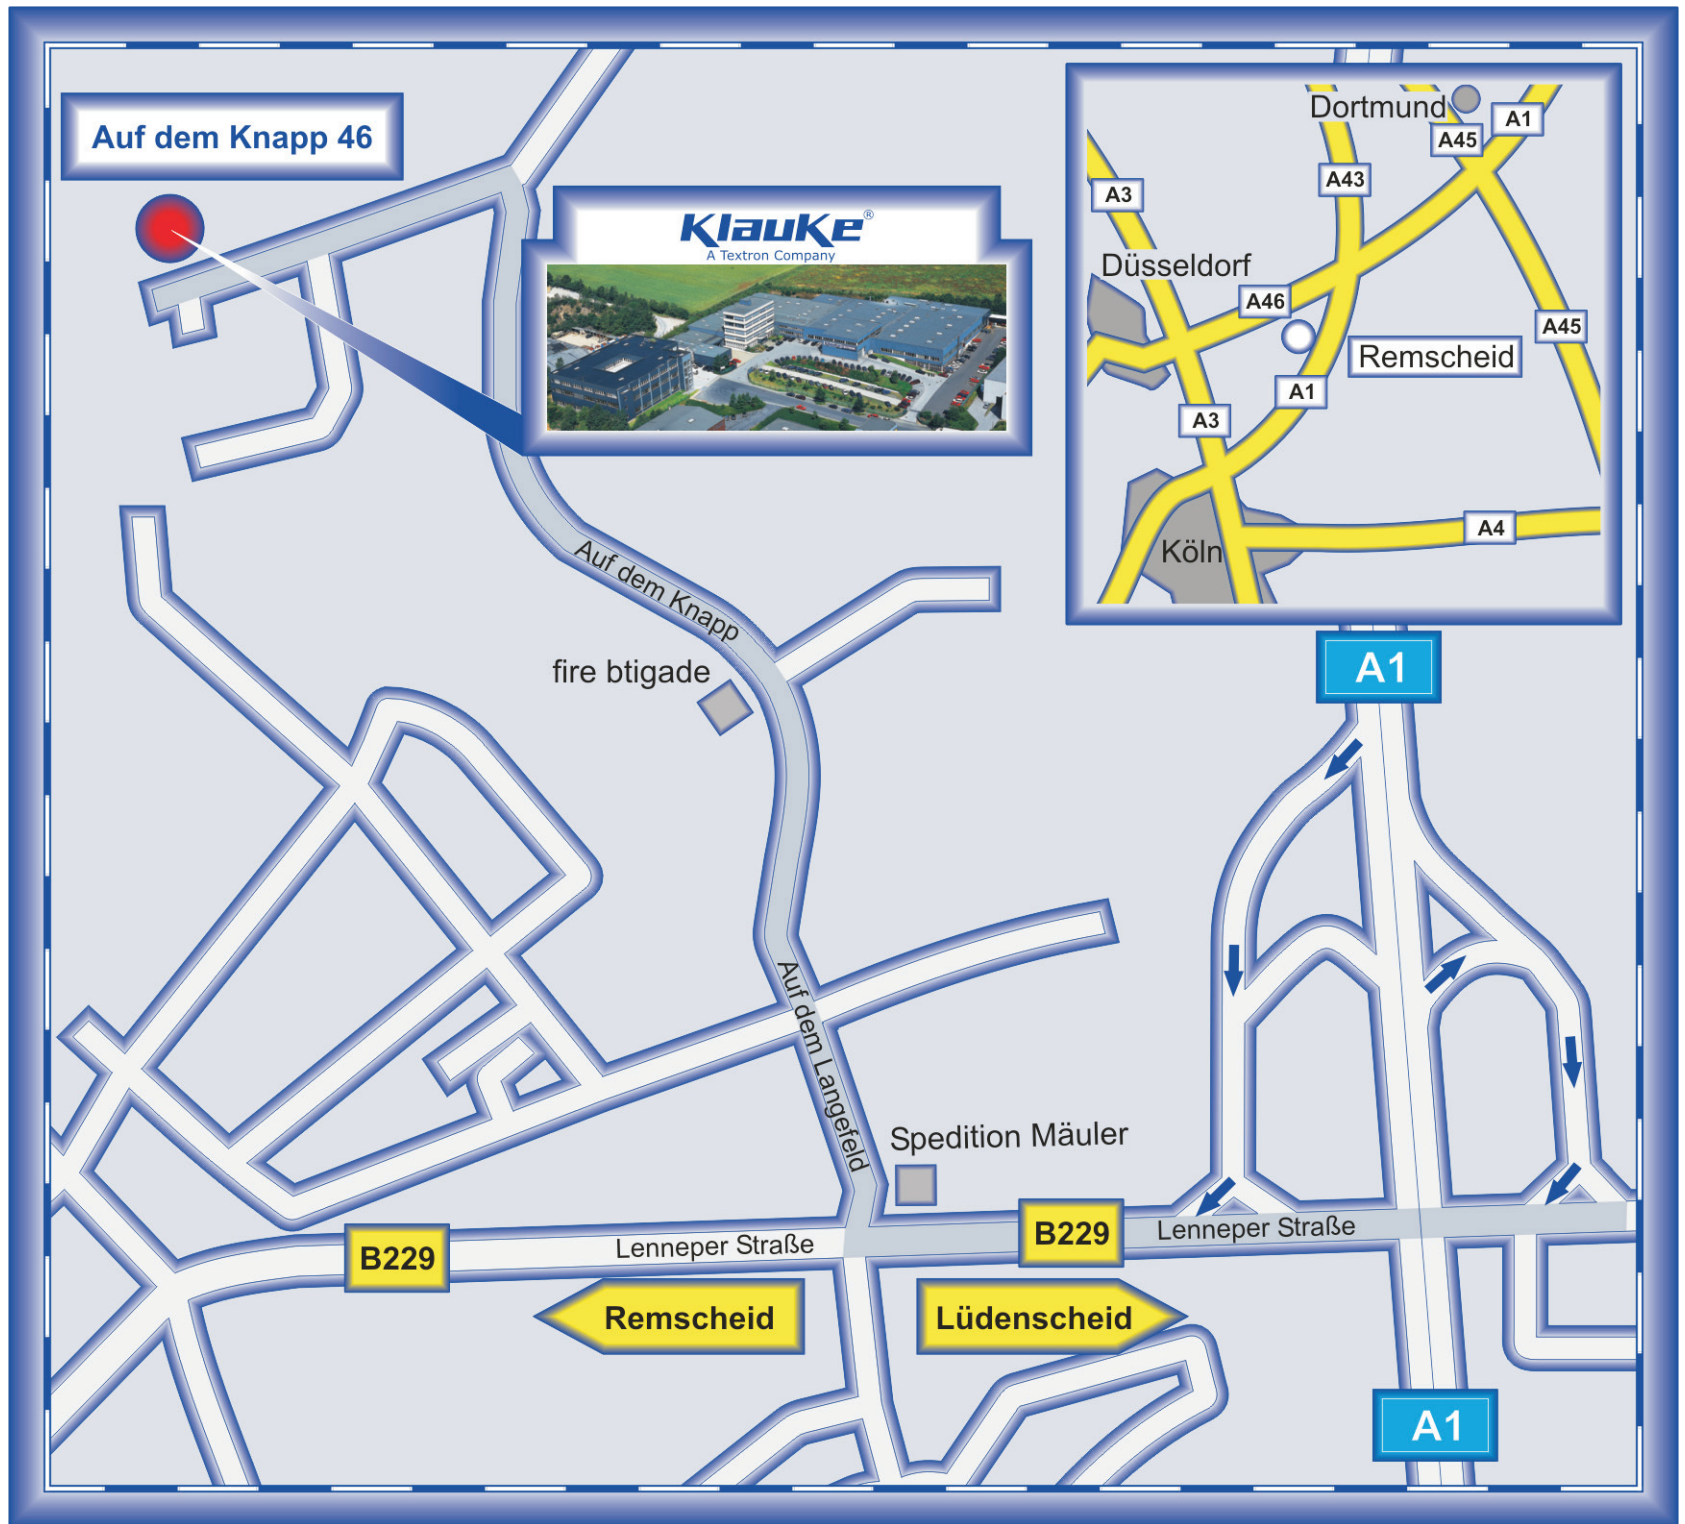 Auf dem Knapp 46
Klauke®
A Textron Company
Dortmund
A1
A45
A43
A3
Düsseldorf
A46
A45
Remscheid
A1
A3
A4
Köln
Auf dem Knapp
fire btigade
A1
Auf dem Langefeld
Spedition Mäuler
B229
Lenneper Straße
Lenneper Straße
B229
Remscheid
Lüdenscheid
A1